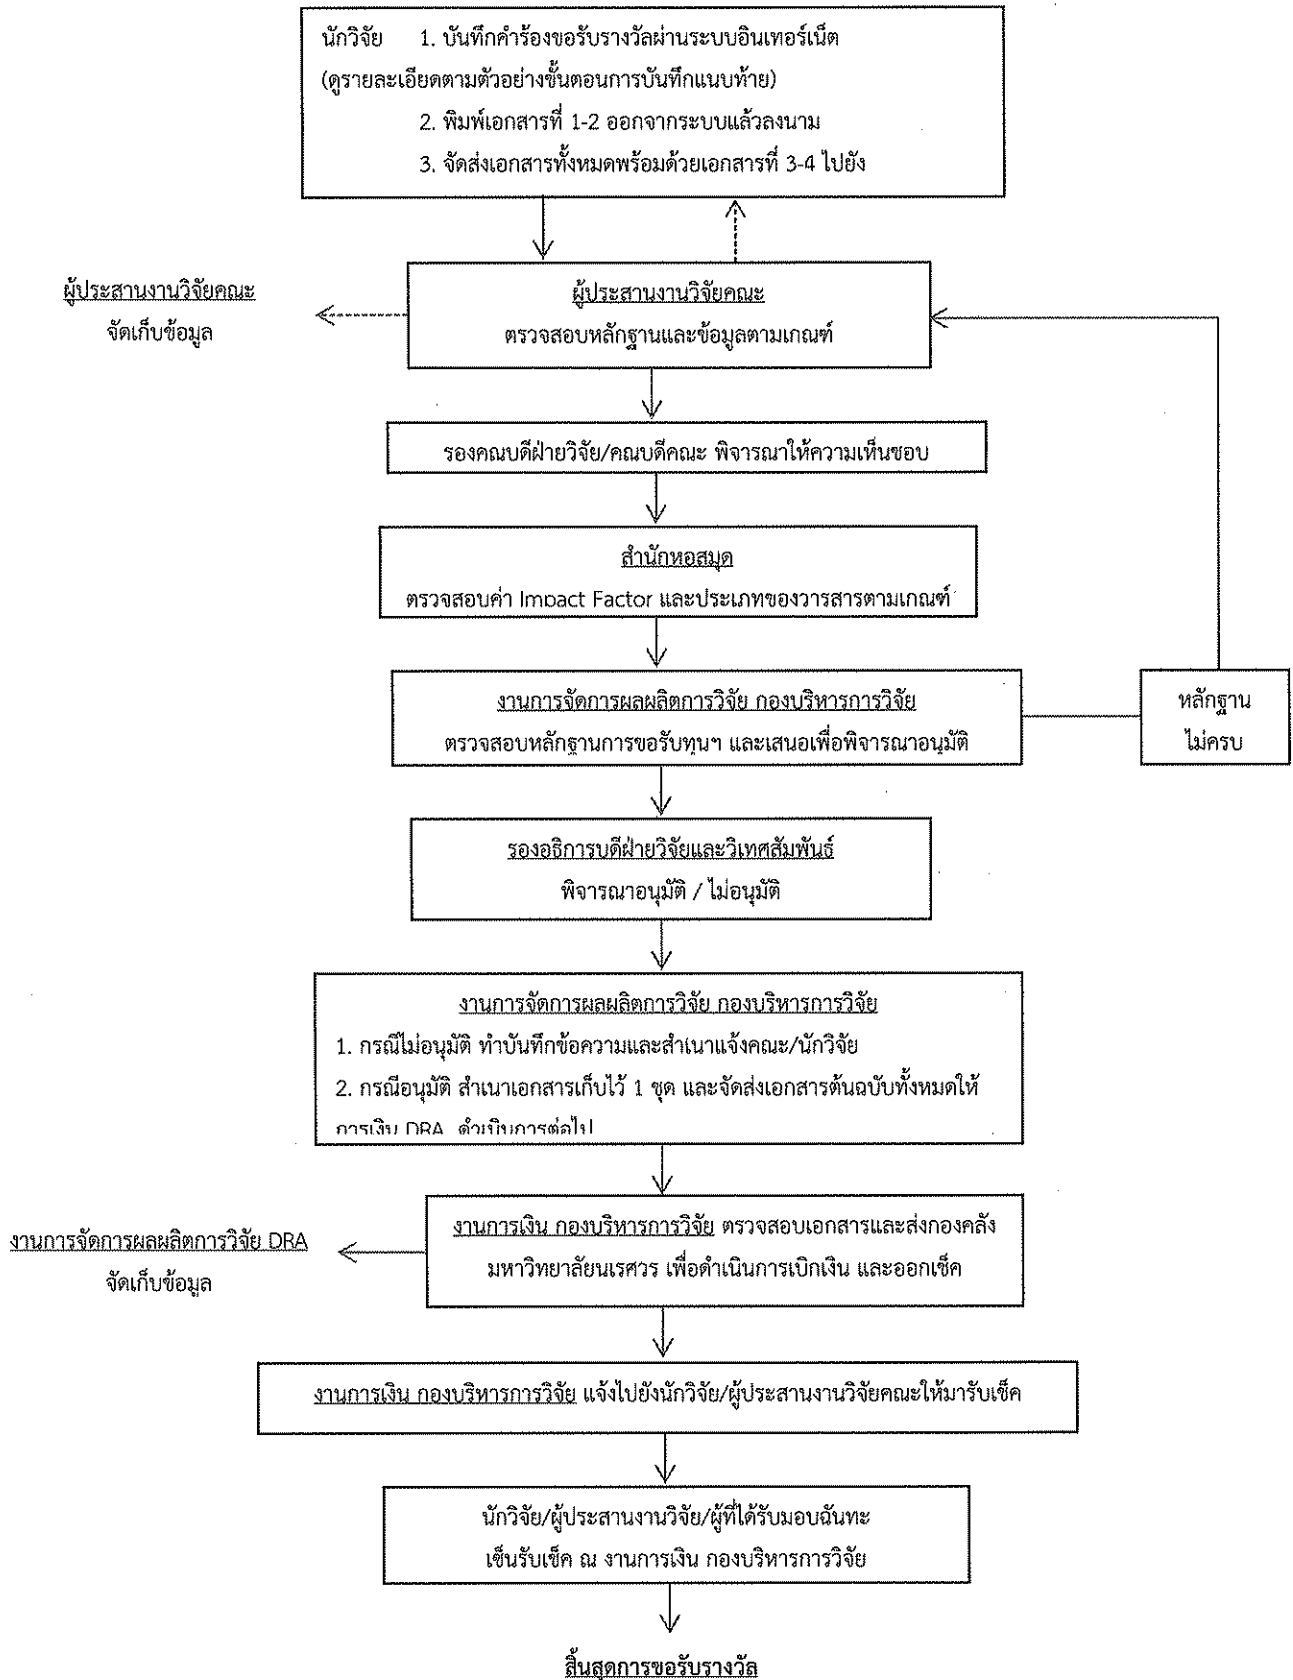 นักวิจัย 1. บันทึกคำร้องขอรับรางวัลผ่านระบบอินเทอร์เน็ต
(ดูรายละเอียดตามตัวอย่างขั้นตอนการบันทึกแนบท้าย)
2. พิมพ์เอกสารที่ 1-2 ออกจากระบบแล้วลงนาม
3. จัดส่งเอกสารทั้งหมดพร้อมด้วยเอกสารที่ 3-4 ไปยัง
ผู้ประสานงานวิจัยคณะ
จัดเก็บข้อมูล
ผู้ประสานงานวิจัยคณะ
ตรวจสอบหลักฐานและข้อมูลตามเกณฑ์
รองคณบดีฝ่ายวิจัย/คณบดีคณะ พิจารณาให้ความเห็นชอบ
สำนักหอสมุด
ตรวจสอบค่า Impact Factor และประเภทของวารสารตามเกณฑ์
งานการจัดการผลผลิตการวิจัย กองบริหารการวิจัย
ตรวจสอบหลักฐานการขอรับทุนฯ และเสนอเพื่อพิจารณาอนุมัติ
หลักฐาน
ไม่ครบ
รองอธิการบดีฝ่ายวิจัยและวิเทศสัมพันธ์
พิจารณาอนุมัติ / ไม่อนุมัติ
งานการจัดการผลผลิตการวิจัย กองบริหารการวิจัย
1. กรณีไม่อนุมัติ ทำบันทึกข้อความและสำเนาแจ้งคณะ/นักวิจัย
2. กรณีอนุมัติ สำเนาเอกสารเก็บไว้ 1 ชุด และจัดส่งเอกสารต้นฉบับทั้งหมดให้
การเงิน DRA ดำเนินการต่อไป
งานการจัดการผลผลิตการวิจัย DRA
จัดเก็บข้อมูล
งานการเงิน กองบริหารการวิจัย ตรวจสอบเอกสารและส่งกองคลัง
มหาวิทยาลัยนเรศวร เพื่อดำเนินการเบิกเงิน และออกเช็ค
งานการเงิน กองบริหารการวิจัย แจ้งไปยังนักวิจัย/ผู้ประสานงานวิจัยคณะให้มารับเช็ค
นักวิจัย/ผู้ประสานงานวิจัย/ผู้ที่ได้รับมอบฉันทะ
เซ็นรับเช็ค ณ งานการเงิน กองบริหารการวิจัย
สิ้นสุดการขอรับรางวัล